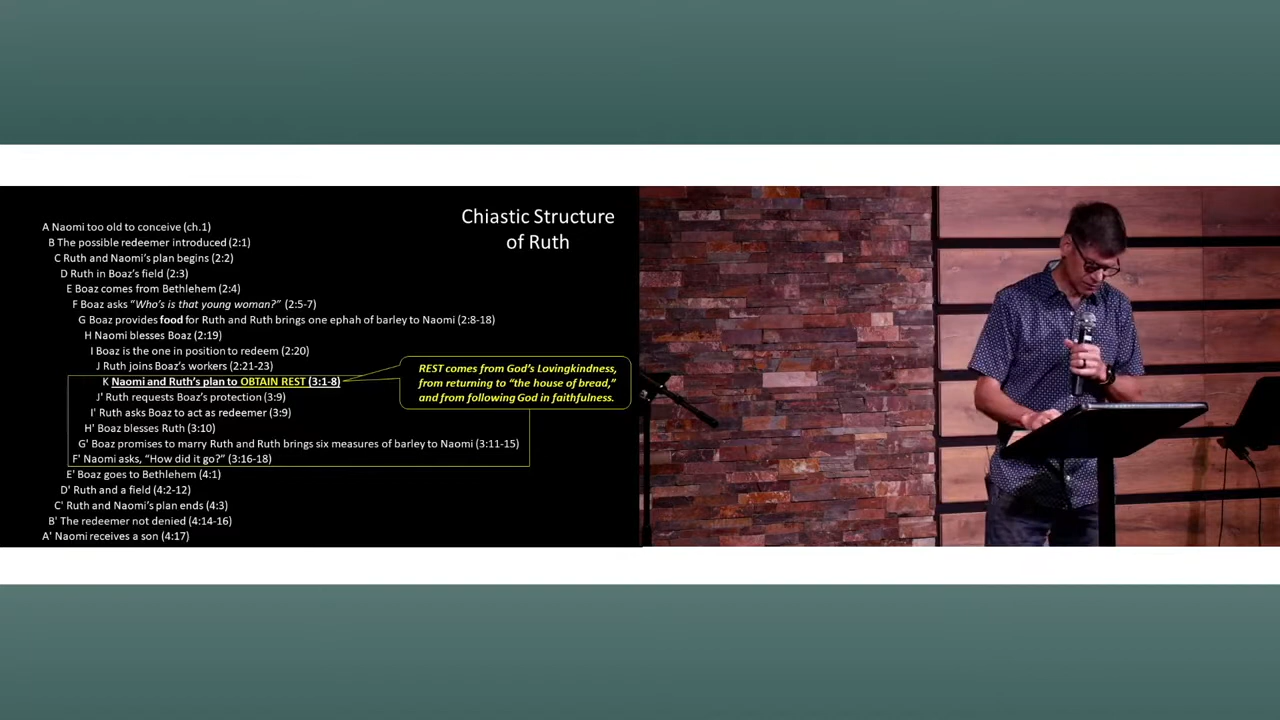 Chiastic Structure
of Ruth
A Naomi too old to conceive (ch.1)
B The possible redeemer introduced (2:1)
C Ruth and Naomi’s plan begins (2:2)
D Ruth in Boaz’s field (2:3)
E Boaz comes from Bethlehem (2:4)
F Boaz asks “Who’s is that young woman?” (2:5-7)
G Boaz provides food for Ruth and Ruth brings one ephah of barley to Naomi (2:8-18)
H Naomi blesses Boaz (2:19)
I Boaz is the one in position to redeem (2:20)
J Ruth joins Boaz’s workers (2:21-23)
K Naomi and Ruth’s plan to OBTAIN REST (3:1-8)
REST comes from God’s Lovingkindness,
from returning to “the house of bread,”
and from following God in faithfulness.
J' Ruth requests Boaz’s protection (3:9)
I' Ruth asks Boaz to act as redeemer (3:9)
H' Boaz blesses Ruth (3:10)
G' Boaz promises to marry Ruth and Ruth brings six measures of barley to Naomi (3:11-15)
F' Naomi asks, “How did it go?” (3:16-18)
E' Boaz goes to Bethlehem (4:1)
D' Ruth and a field (4:2-12)
C' Ruth and Naomi’s plan ends (4:3)
B' The redeemer not denied (4:14-16)
A' Naomi receives a son (4:17)